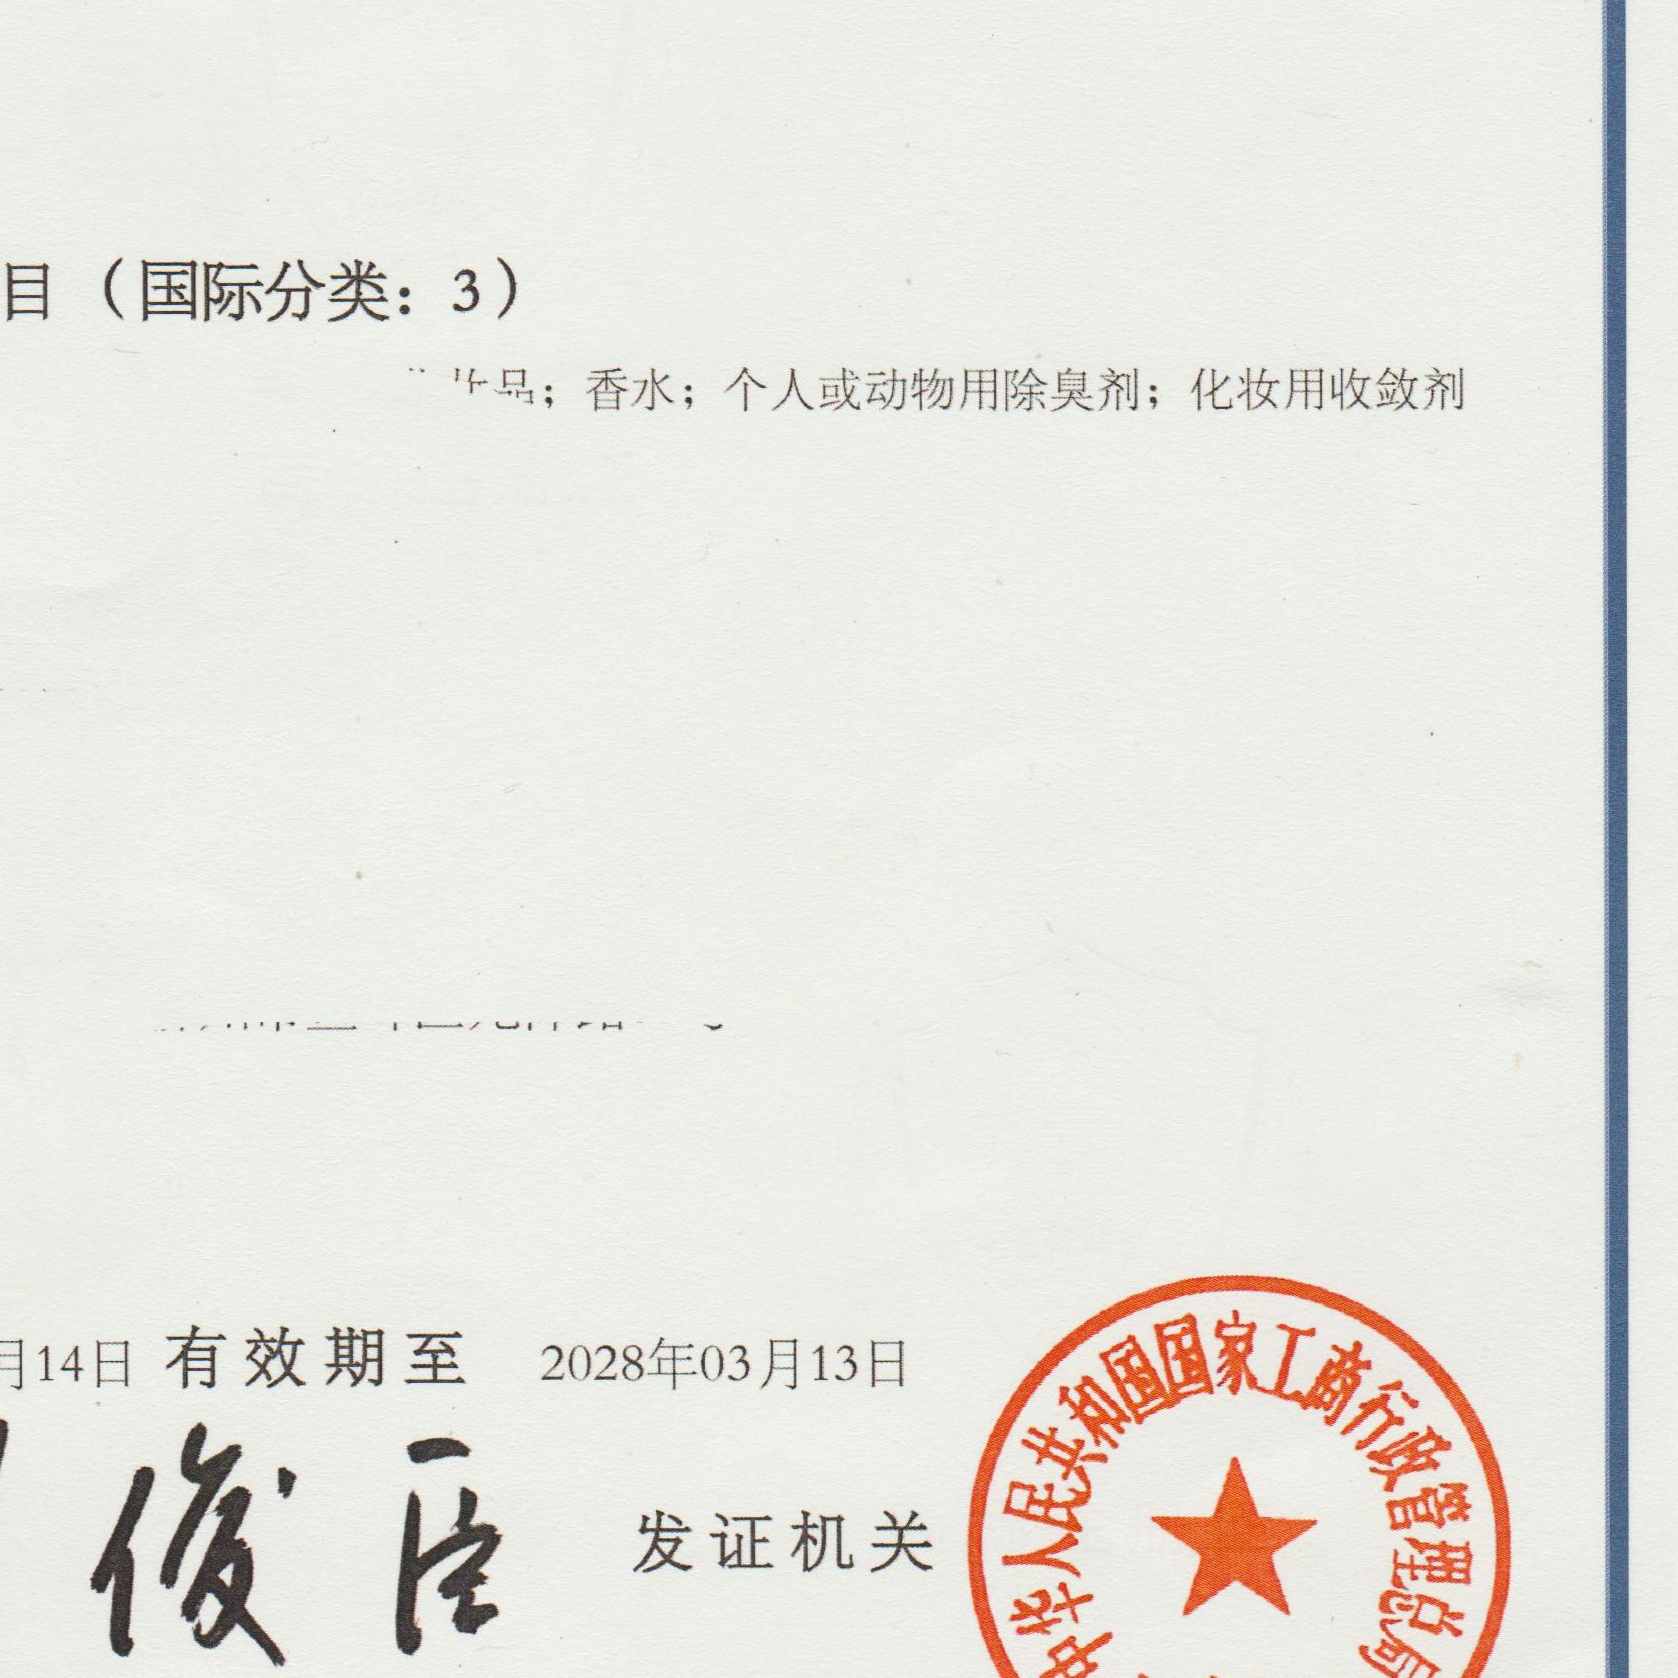 目（国际分类：3）
品；香水；个人或动物用除臭剂；化妆用收敛剂
月14日 有效期至 2028年03月13日
俊臣
发证机关
中华人民共和国国家工商行政管理总局